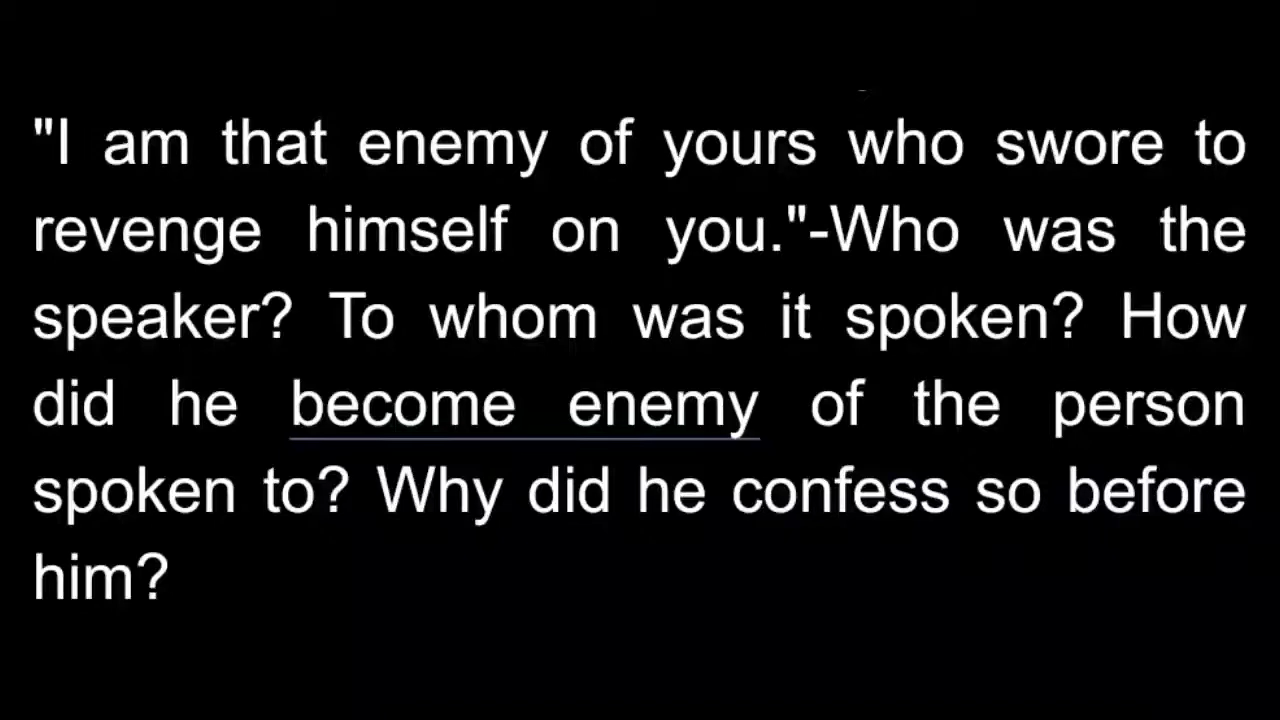 "I am that enemy of yours who swore to
revenge himself on you."-Who was the
speaker? To whom was it spoken? How
did he become enemy of the person
spoken to? Why did he confess so before
him?